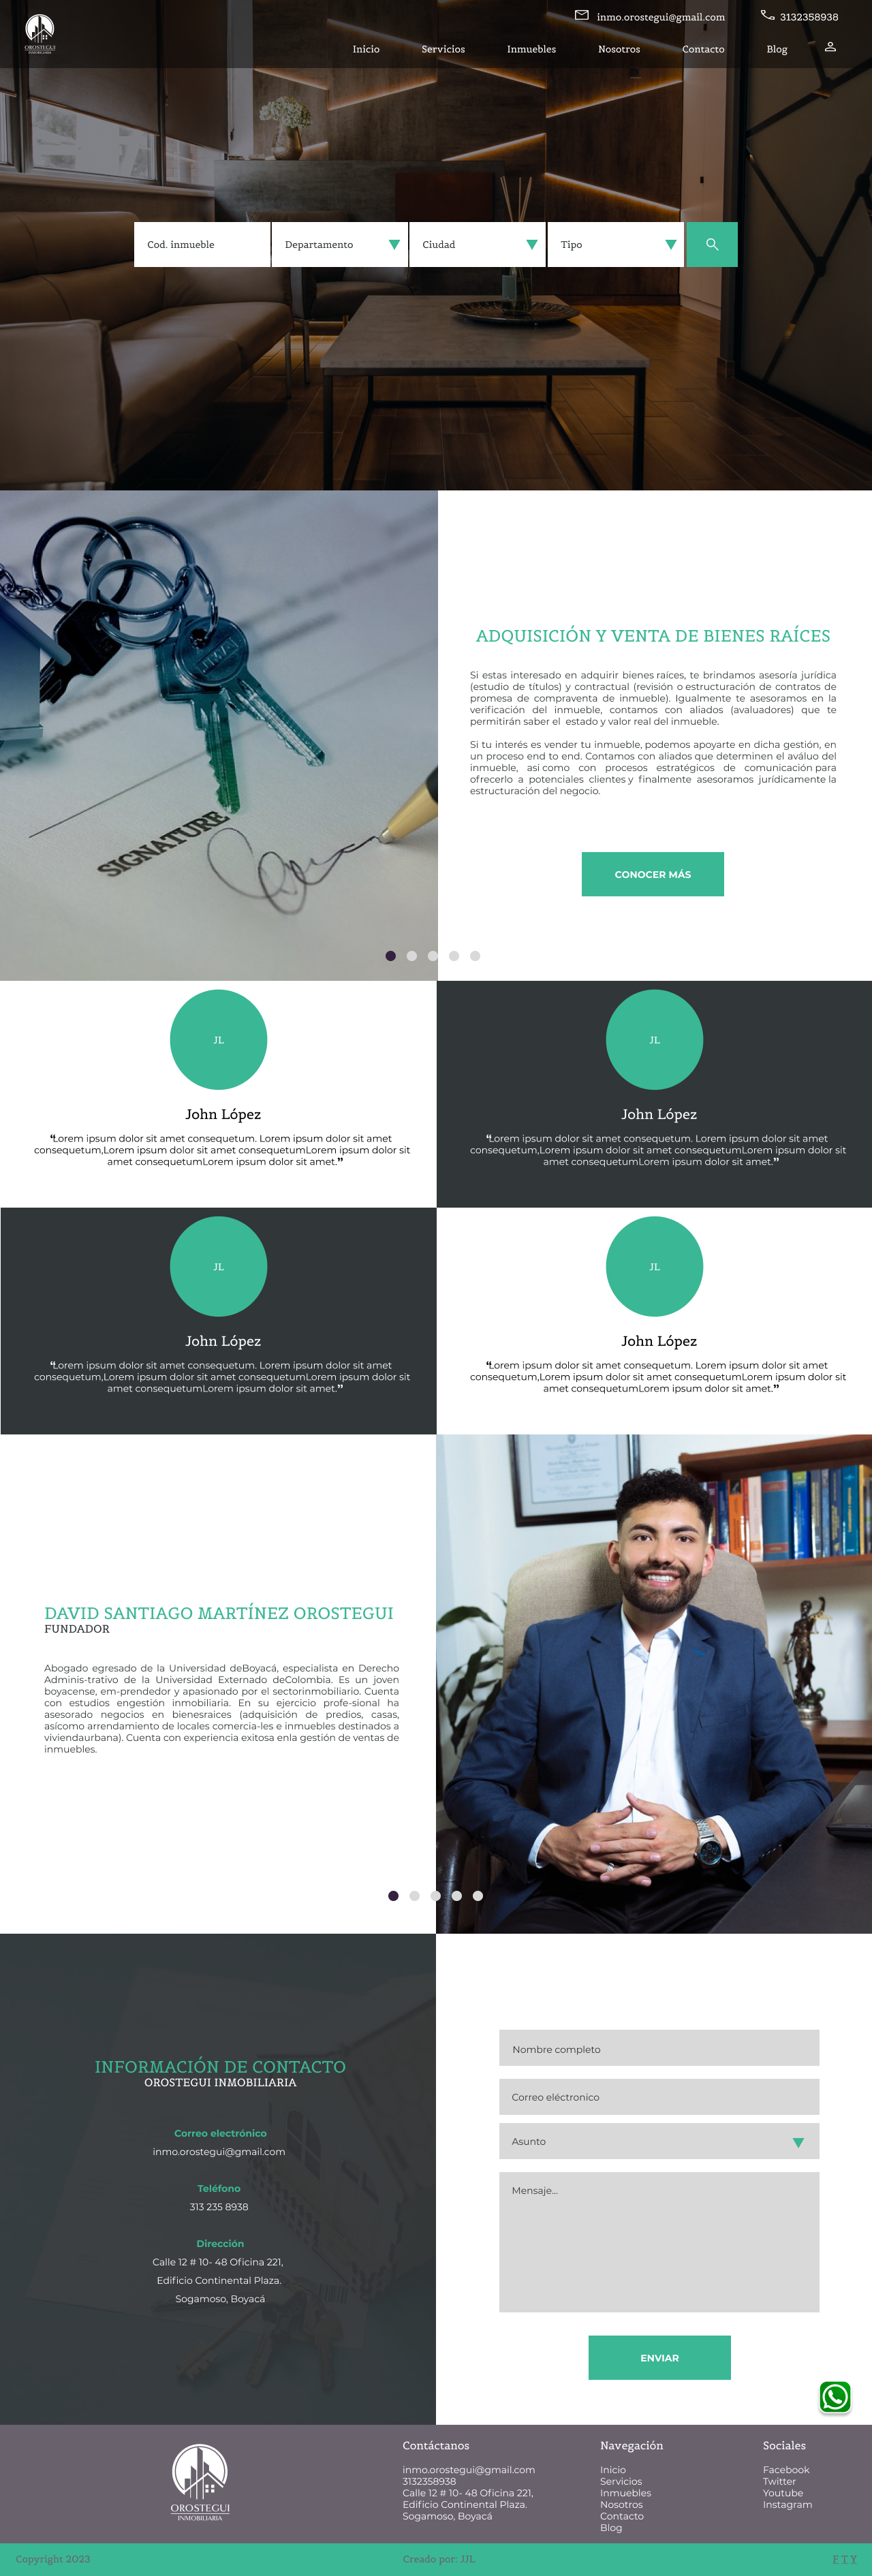 inmo.orostegui@gmail.com
3132358938
OROSTEGUI
INMOBILIARIA
Inicio
Servicios
Inmuebles
Nosotros
Contacto
Blog
Cod. inmueble
Departamento
Ciudad
Tipo
SIGNATURE
ADQUISICIÓN Y VENTA DE BIENES RAÍCES
Si estas interesado en adquirir bienes raíces, te brindamos asesoría jurídica
(estudio de títulos) y contractual (revisión o estructuración de contratos de
promesa de compraventa de inmueble). Igualmente te asesoramos en la
verificación del inmueble, contamos con aliados (avaluadores) que te
permitirán saber el estado y valor real del inmueble.
Si tu interés es vender tu inmueble, podemos apoyarte en dicha gestión, en
un proceso end to end. Contamos con aliados que determinen el aváluo del
inmueble, asi como con procesos estratégicos de comunicación para
ofrecerlo a potenciales clientes y finalmente asesoramos jurídicamente la
estructuración del negocio.
CONOCER MÁS
JL
John López
“Lorem ipsum dolor sit amet consequetum. Lorem ipsum dolor sit amet
consequetum,Lorem ipsum dolor sit amet consequetumLorem ipsum dolor sit
amet consequetumLorem ipsum dolor sit amet.”
JL
John López
“Lorem ipsum dolor sit amet consequetum. Lorem ipsum dolor sit amet
consequetum,Lorem ipsum dolor sit amet consequetumLorem ipsum dolor sit
amet consequetumLorem ipsum dolor sit amet.”
JL
John López
“Lorem ipsum dolor sit amet consequetum. Lorem ipsum dolor sit amet
consequetum,Lorem ipsum dolor sit amet consequetumLorem ipsum dolor sit
amet consequetumLorem ipsum dolor sit amet.”
JL
John López
“Lorem ipsum dolor sit amet consequetum. Lorem ipsum dolor sit amet
consequetum,Lorem ipsum dolor sit amet consequetumLorem ipsum dolor sit
amet consequetumLorem ipsum dolor sit amet.”
DAVID SANTIAGO MARTÍNEZ OROSTEGUI
FUNDADOR
Abogado egresado de la Universidad deBoyacá, especialista en Derecho
Adminis-trativo de la Universidad Externado deColombia. Es un joven
boyacense, em-prendedor y apasionado por el sectorinmobiliario. Cuenta
con estudios engestión inmobiliaria. En su ejercicio profe-sional ha
asesorado negocios en bienesraices (adquisición de predios, casas,
asícomo arrendamiento de locales comercia-les e inmuebles destinados a
viviendaurbana). Cuenta con experiencia exitosa enla gestión de ventas de
inmuebles.
INFORMACIÓN DE CONTACTO
OROSTEGUI INMOBILIARIA
Correo electrónico
inmo.orostegui@gmail.com
Teléfono
313 235 8938
Dirección
Calle 12 # 10- 48 Oficina 221,
Edificio Continental Plaza.
Sogamoso, Boyacá
Nombre completo
Correo eléctronico
Asunto
Mensaje...
ENVIAR
OROSTEGUI
INMOBILIARIA
Contáctanos
inmo.orostegui@gmail.com
3132358938
Calle 12 # 10- 48 Oficina 221,
Edificio Continental Plaza.
Sogamoso, Boyacá
Navegación
Inicio
Servicios
Inmuebles
Nosotros
Contacto
Blog
Sociales
Facebook
Twitter
Youtube
Instagram
Copyright 2023
Creado por: JJL
F T Y